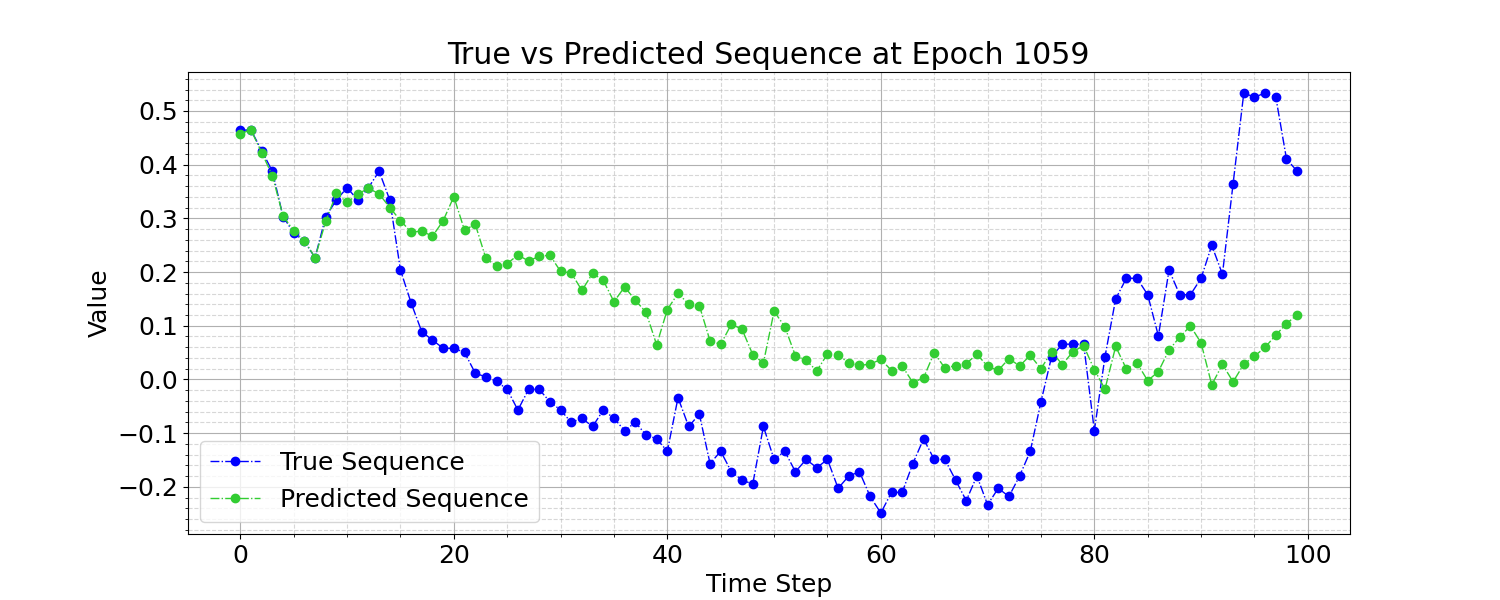 True vs Predicted Sequence at Epoch 1059
Value
0.5
0.4
0.3
0.2
0.1
0.0
−0.1
−0.2
True Sequence
Predicted Sequence
0 20 40 60 80 100
Time Step